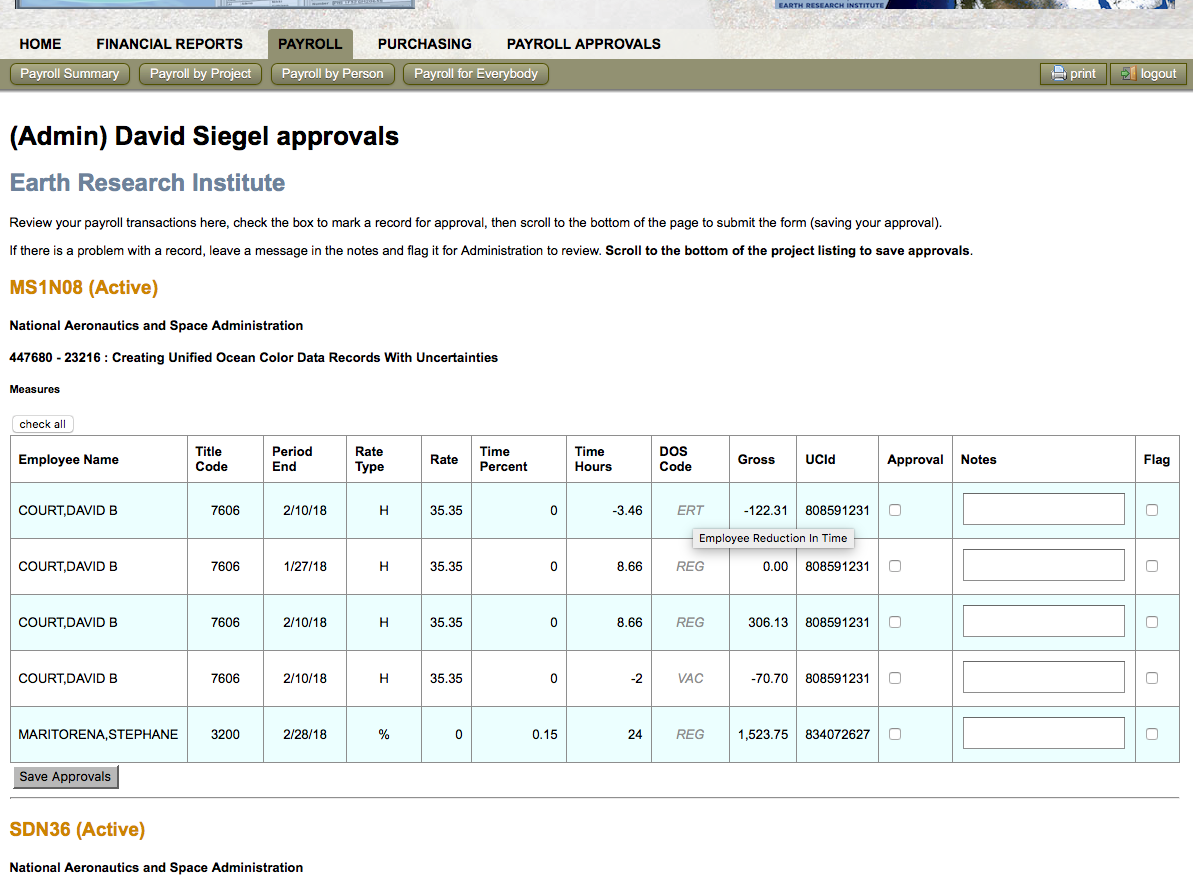 EARTH RESEARCH INSTITUTE
HOME FINANCIAL REPORTS PAYROLL PURCHASING PAYROLL APPROVALS
Payroll Summary Payroll by Project Payroll by Person Payroll for Everybody print logout
(Admin) David Siegel approvals
Earth Research Institute
Review your payroll transactions here, check the box to mark a record for approval, then scroll to the bottom of the page to submit the form (saving your approval).
If there is a problem with a record, leave a message in the notes and flag it for Administration to review. Scroll to the bottom of the project listing to save approvals.
MS1N08 (Active)
National Aeronautics and Space Administration
447680 - 23216 : Creating Unified Ocean Color Data Records With Uncertainties
Measures
check all
Employee Name Title Code Period End Rate Type Rate Time Percent Time Hours DOS Code Gross UCId Approval Notes Flag
COURT,DAVID B 7606 2/10/18 H 35.35 0 -3.46 ERT -122.31 808591231
Employee Reduction In Time
COURT,DAVID B 7606 1/27/18 H 35.35 0 8.66 REG 0.00 808591231
COURT,DAVID B 7606 2/10/18 H 35.35 0 8.66 REG 306.13 808591231
COURT,DAVID B 7606 2/10/18 H 35.35 0 -2 VAC -70.70 808591231
MARITORENA,STEPHANE 3200 2/28/18 % 0 0.15 24 REG 1,523.75 834072627
Save Approvals
SDN36 (Active)
National Aeronautics and Space Administration